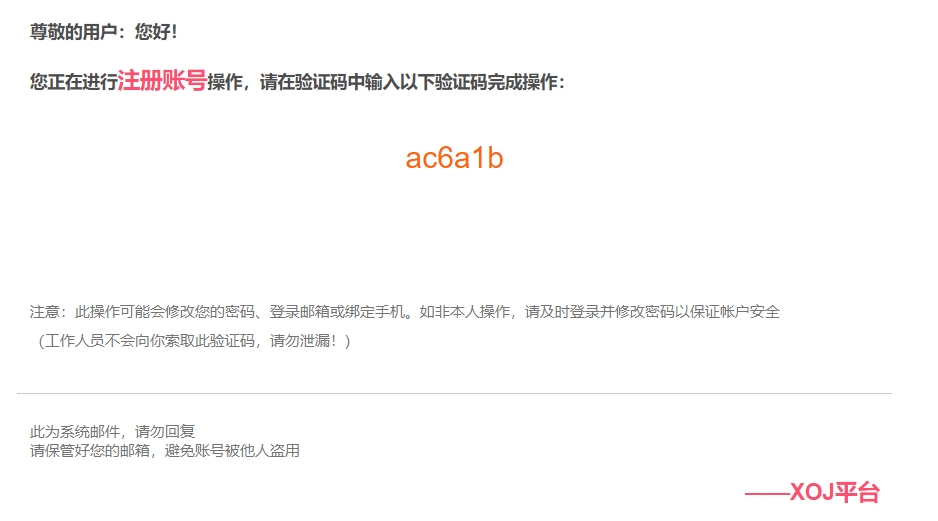 尊敬的用户：您好！
您正在进行注册账号操作，请在验证码中输入以下验证码完成操作：
ac6a1b
注意：此操作可能会修改您的密码、登录邮箱或绑定手机。如非本人操作，请及时登录并修改密码以保证帐户安全
（工作人员不会向你索取此验证码，请勿泄漏！)
此为系统邮件，请勿回复
请保管好您的邮箱，避免账号被他人盗用
——XOJ平台